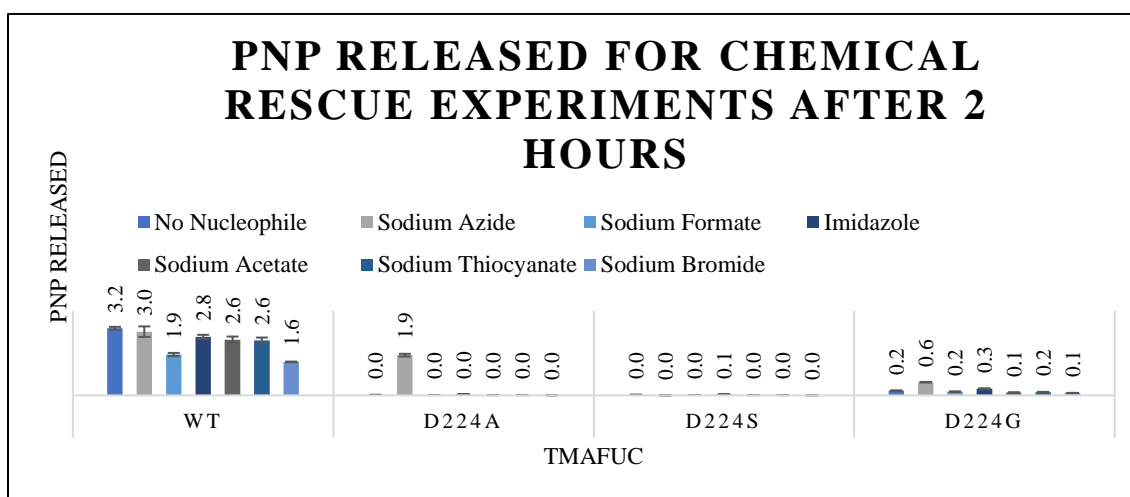 PNP RELEASED FOR CHEMICAL
RESCUE EXPERIMENTS AFTER 2
HOURS
PNP RELEASED
No Nucleophile Sodium Azide Sodium Formate Imidazole
Sodium Acetate Sodium Thiocyanate Sodium Bromide
3.2 3.0 1.9 2.8 2.6 2.6 1.6
0.0 1.9 0.0 0.0 0.0 0.0 0.0
0.0 0.0 0.0 0.1 0.0 0.0 0.0
0.2 0.6 0.2 0.3 0.1 0.2 0.1
WT D224A D224S D224G
TMAFUC